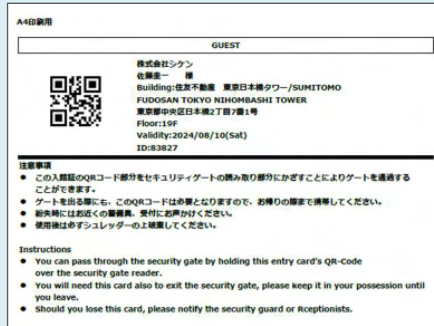 A4印刷用
GUEST
株式会社シケン
佐藤圭一　様
Building:住友不動産　東京日本橋タワー/SUMITOMO
FUDOSAN TOKYO NIHOMBASHI TOWER
東京都中央区日本橋2丁目7番1号
Floor:19F
Validity:2024/08/10(Sat)
ID:83827
注意事項
● この入館証のQRコード部分をセキュリティゲートの読み取り部分にかざすことによりゲートを通過する
ことができます。
● ゲートを出る際にも、このQRコードは必要となりますので、お帰りの際まで携帯してください。
● 紛失時にはお近くの警備員、受付にお声かけください。
● 使用後は必ずシュレッダーの上破棄してください。
Instructions
● You can pass through the security gate by holding this entry card's QR-Code
over the security gate reader.
● You will need this card also to exit the security gate, please keep it in your possession until
you leave.
● Should you lose this card, please notify the security guard or Rceptionists.